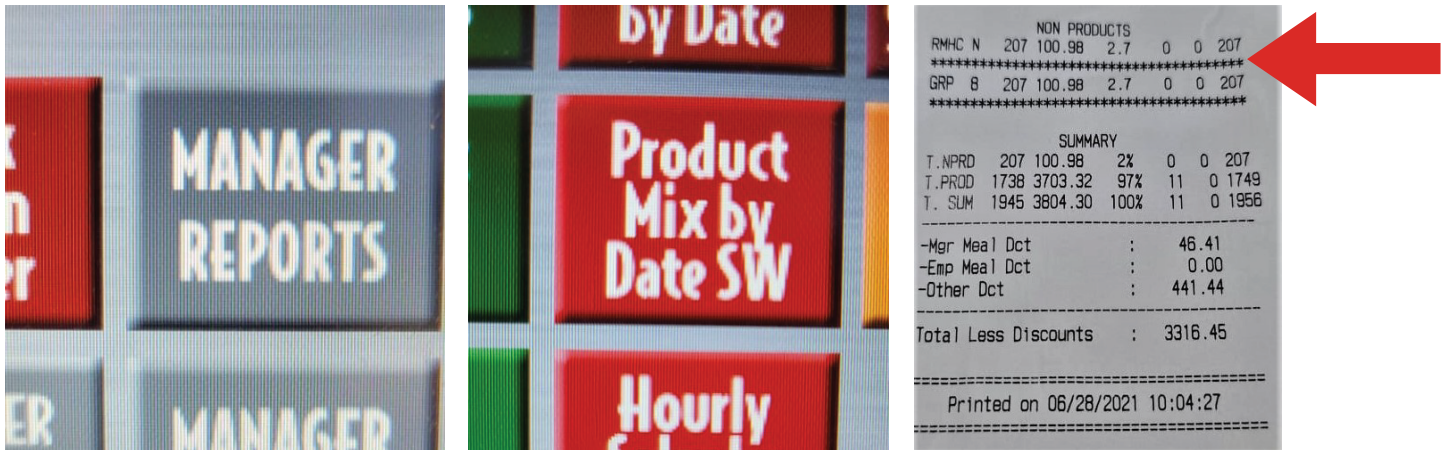 MANAGER
REPORTS
ER
MANAGER
by Date
Product
Mix by
Date SW
Hourly
NON PRODUCTS
RMHC N 207 100.98 2.7 0 0 207
****************************************
GRP 8 207 100.98 2.7 0 0 207
****************************************
SUMMARY
T.NPRD 207 100.98 2% 0 0 207
T.PROD 1738 3703.32 97% 11 0 1749
T. SUM 1945 3804.30 100% 11 0 1956
----------------------------------------
-Mgr Meal Dct : 46.41
-Emp Meal Dct : 0.00
-Other Dct : 441.44
----------------------------------------
Total Less Discounts : 3316.45
========================================
Printed on 06/28/2021 10:04:27
========================================